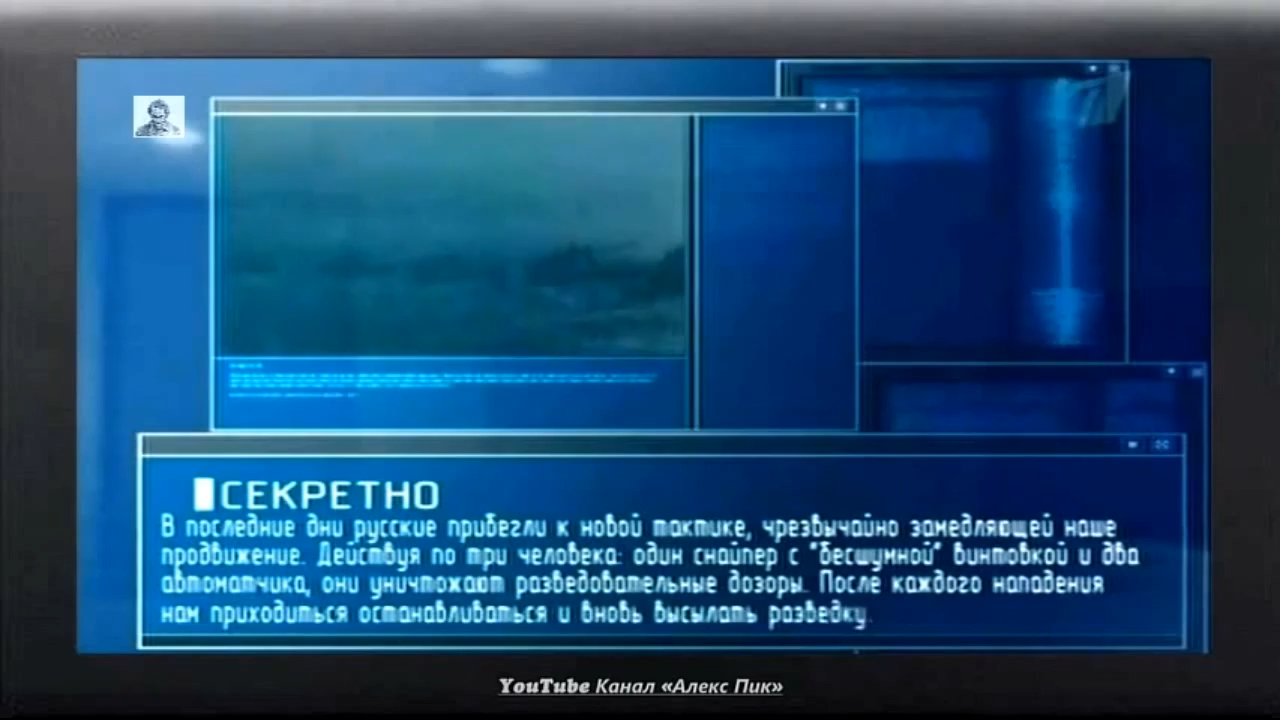 СЕКРЕТНО
В последние дни русские прибегли к новой тактике, чрезвычайно замедляющей наше
продвижение. Действуя по три человека: один снайпер с "бесшумной" винтовкой и два
автоматчика, они уничтожают разведовательные дозоры. После каждого нападения
нам приходиться останавливаться и вновь высылать разведку.
YouTube Канал «Алекс Пик»